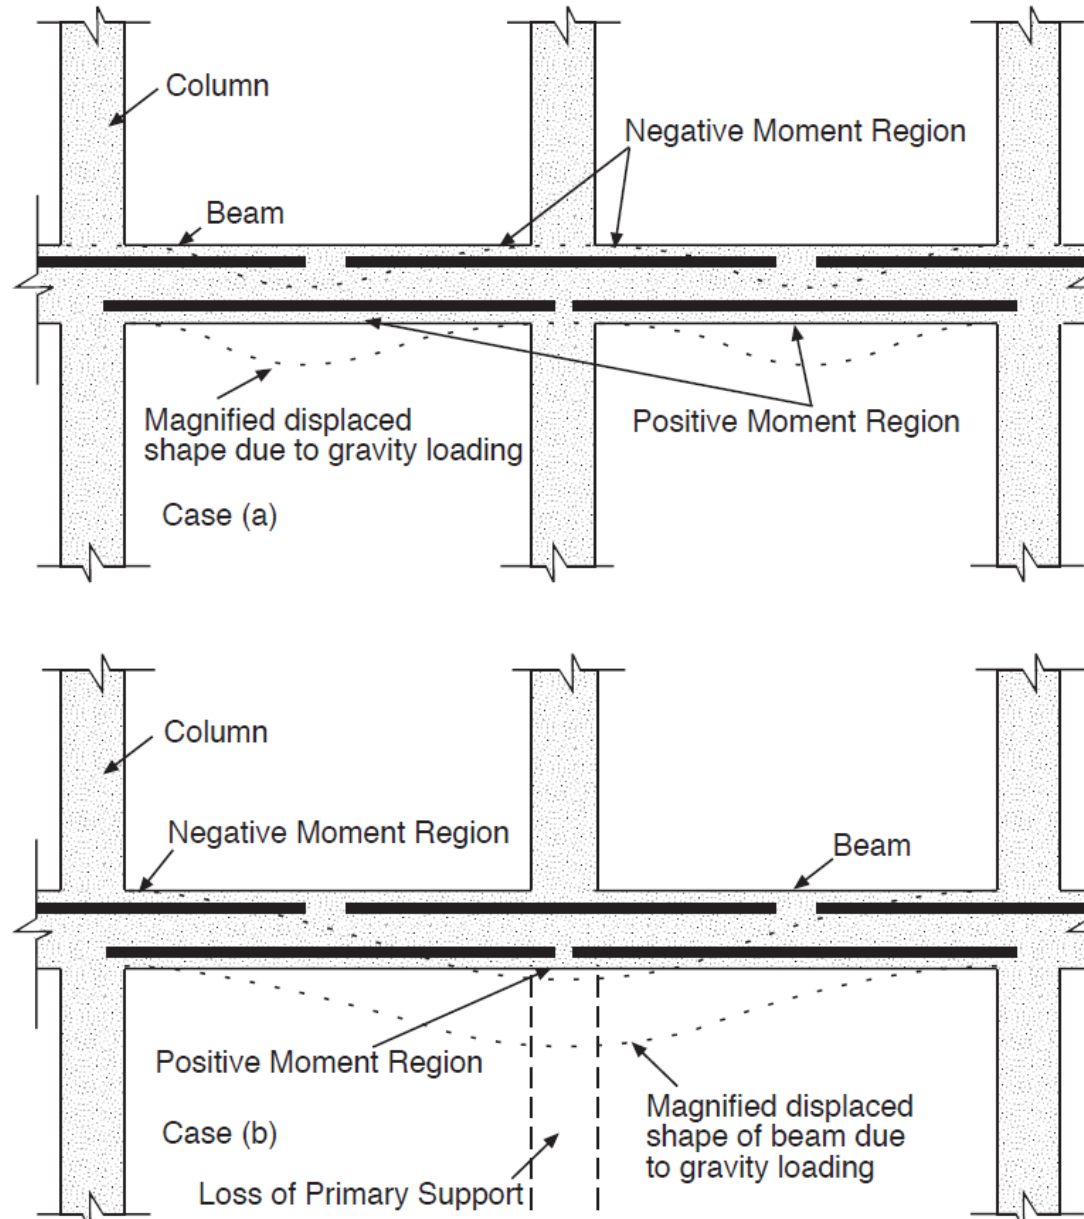 Column
Negative Moment Region
Beam
Magnified displaced
shape due to gravity loading
Positive Moment Region
Case (a)
Column
Negative Moment Region
Beam
Positive Moment Region
Magnified displaced
shape of beam due
to gravity loading
Case (b)
Loss of Primary Support